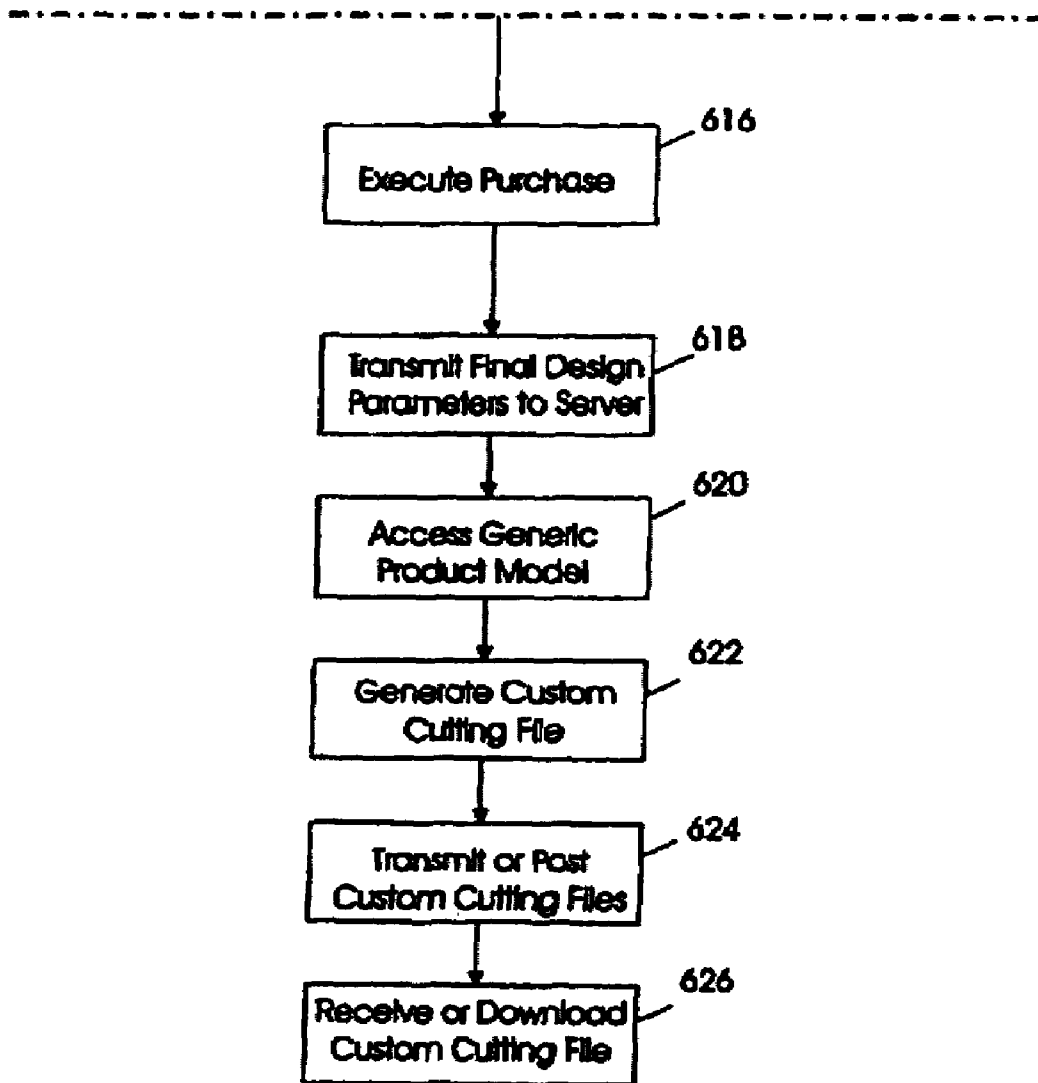 616
Execute Purchase
618
Transmit Final Design
Parameters to Server
620
Access Generic
Product Model
622
Generate Custom
Cutting File
624
Transmit or Post
Custom Cutting Files
626
Receive or Download
Custom Cutting File